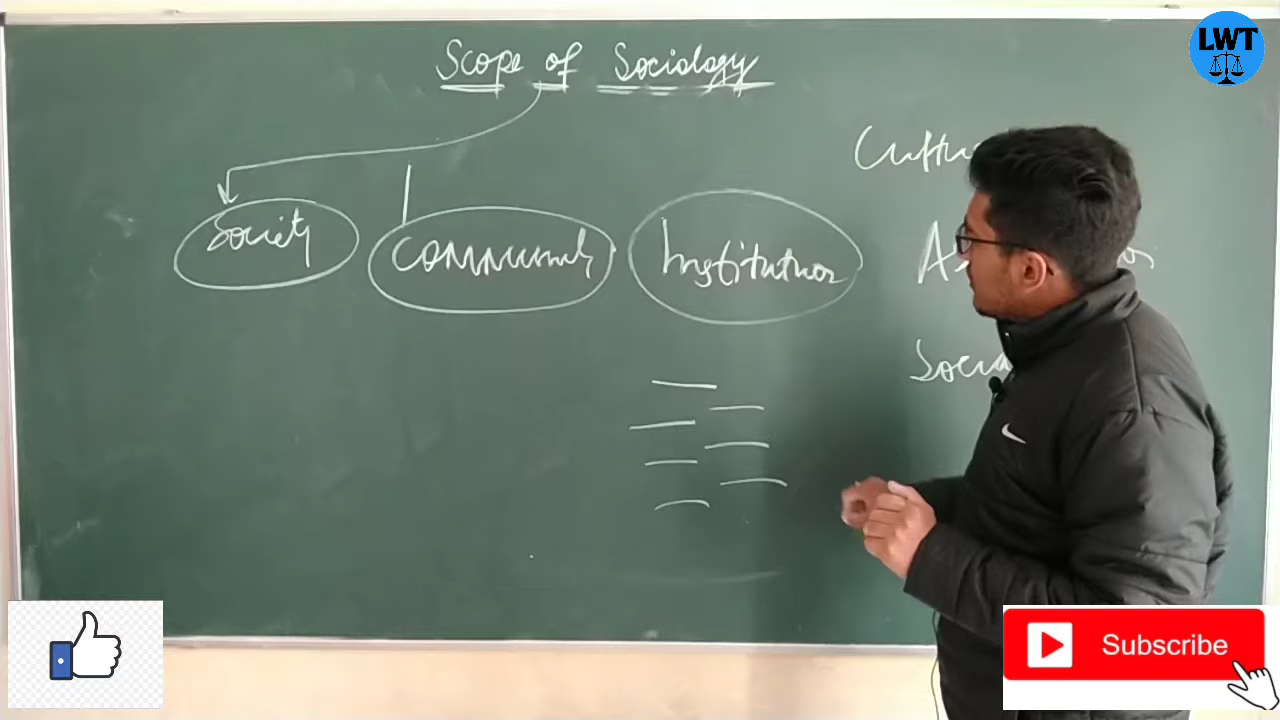 Scope of Sociology
LWT
Society
Community
Institution
Subscribe